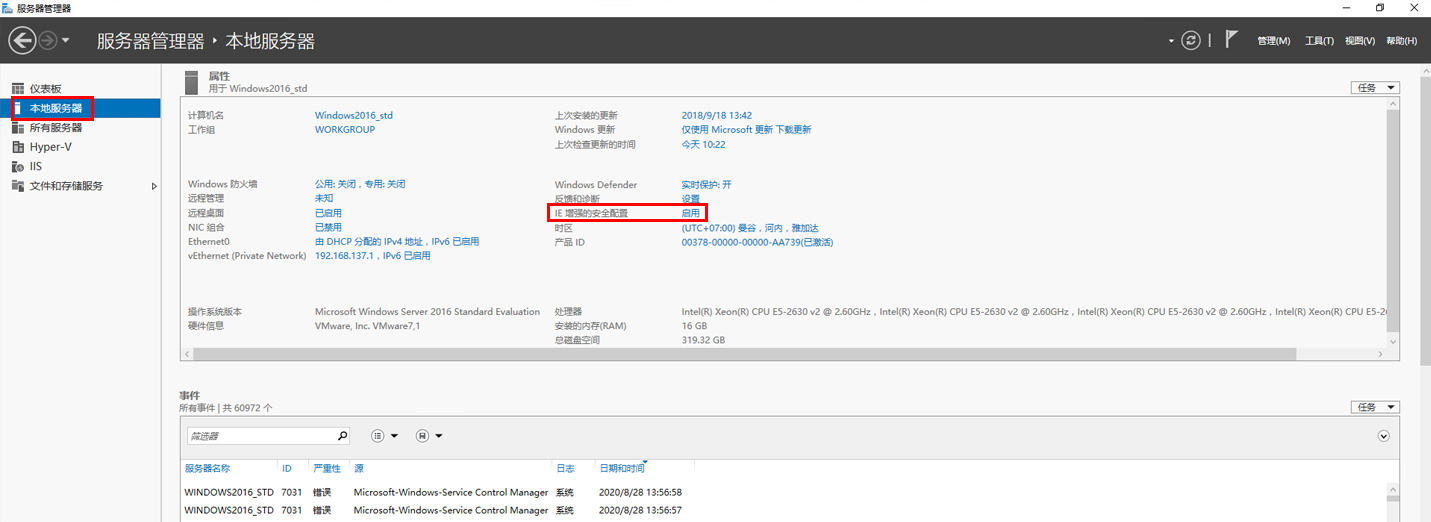 服务器管理器
服务器管理器 · 本地服务器
管理(M) 工具(T) 视图(V) 帮助(H)
仪表板
本地服务器
所有服务器
Hyper-V
IIS
文件和存储服务
属性
用于 Windows2016_std
任务
计算机名 Windows2016_std 上次安装的更新 2018/9/18 13:42
工作组 WORKGROUP Windows 更新 仅使用 Microsoft 更新 下载更新
上次检查更新的时间 今天 10:22
Windows 防火墙 公用: 关闭，专用: 关闭 Windows Defender 实时保护: 开
远程管理 未知 反馈和诊断 设置
远程桌面 已启用 IE 增强的安全配置 启用
NIC 组合 已禁用 时区 (UTC+07:00) 曼谷，河内，雅加达
Ethernet0 由 DHCP 分配的 IPv4 地址，IPv6 已启用 产品 ID 00378-00000-00000-AA739(已激活)
vEthernet (Private Network) 192.168.137.1，IPv6 已启用
操作系统版本 Microsoft Windows Server 2016 Standard Evaluation 处理器 Intel(R) Xeon(R) CPU E5-2630 v2 @ 2.60GHz，Intel(R) Xeon(R) CPU E5-2630 v2 @ 2.60GHz，Intel(R) Xeon(R) CPU E5-2630 v2 @ 2.60GHz，Intel(R) Xeon(R) CPU E5-2
硬件信息 VMware, Inc. VMware7,1 安装的内存(RAM) 16 GB
总磁盘空间 319.32 GB
事件
所有事件 | 共 60972 个
任务
筛选器
服务器名称 ID 严重性 源 日志 日期和时间
WINDOWS2016_STD 7031 错误 Microsoft-Windows-Service Control Manager 系统 2020/8/28 13:56:58
WINDOWS2016_STD 7031 错误 Microsoft-Windows-Service Control Manager 系统 2020/8/28 13:56:57